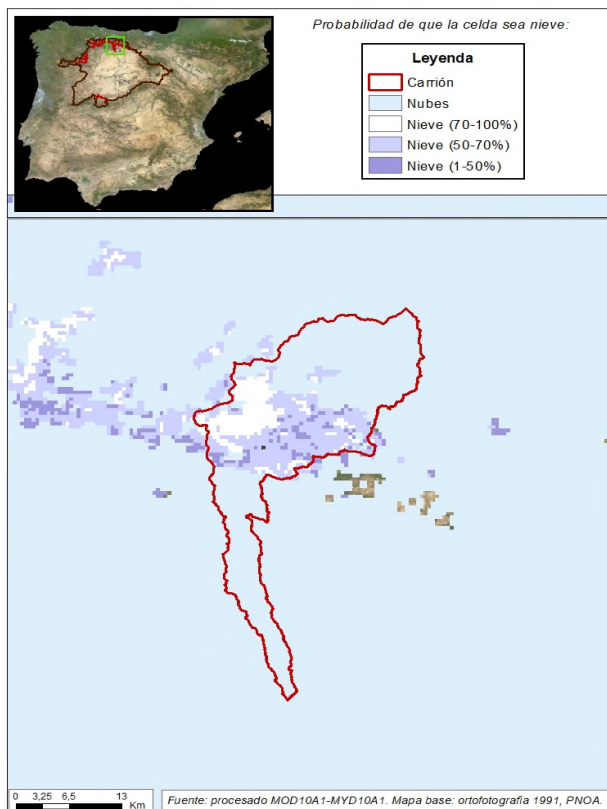 Probabilidad de que la celda sea nieve:
Leyenda
Carrión
Nubes
Nieve (70-100%)
Nieve (50-70%)
Nieve (1-50%)
0 3,25 6,5 13
Km
Fuente: procesado MOD10A1-MYD10A1. Mapa base: ortofotografía 1991, PNOA